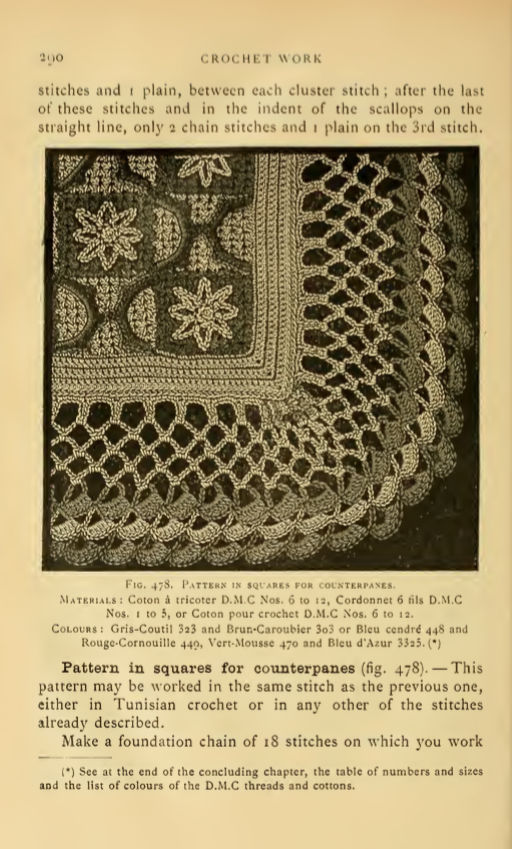 290 CROCHET WORK
stitches and 1 plain, between each cluster stitch; after the last
of these stitches and in the indent of the scallops on the
straight line, only 2 chain stitches and 1 plain on the 3rd stitch.
Fig. 478. Pattern in squares for counterpanes.
Materials: Coton à tricoter D.M.C Nos. 6 to 12, Cordonnet 6 fils D.M.C
Nos. 1 to 5, or Coton pour crochet D.M.C Nos. 6 to 12.
Colours: Gris-Coutil 323 and Brun-Caroubier 303 or Bleu cendré 448 and
Rouge-Cornouille 449, Vert-Mousse 470 and Bleu d'Azur 3325. (*)
Pattern in squares for counterpanes (fig. 478). — This
pattern may be worked in the same stitch as the previous one,
either in Tunisian crochet or in any other of the stitches
already described.
Make a foundation chain of 18 stitches on which you work
(*) See at the end of the concluding chapter, the table of numbers and sizes
and the list of colours of the D.M.C threads and cottons.